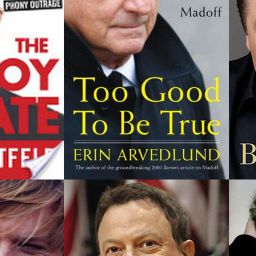 PHONY OUTRAGE
THE
OY
ATE
TFELD
Madoff
Too Good
To Be True
ERIN ARVEDLUND
The author of the groundbreaking 2001 Barron's article on Madoff
B